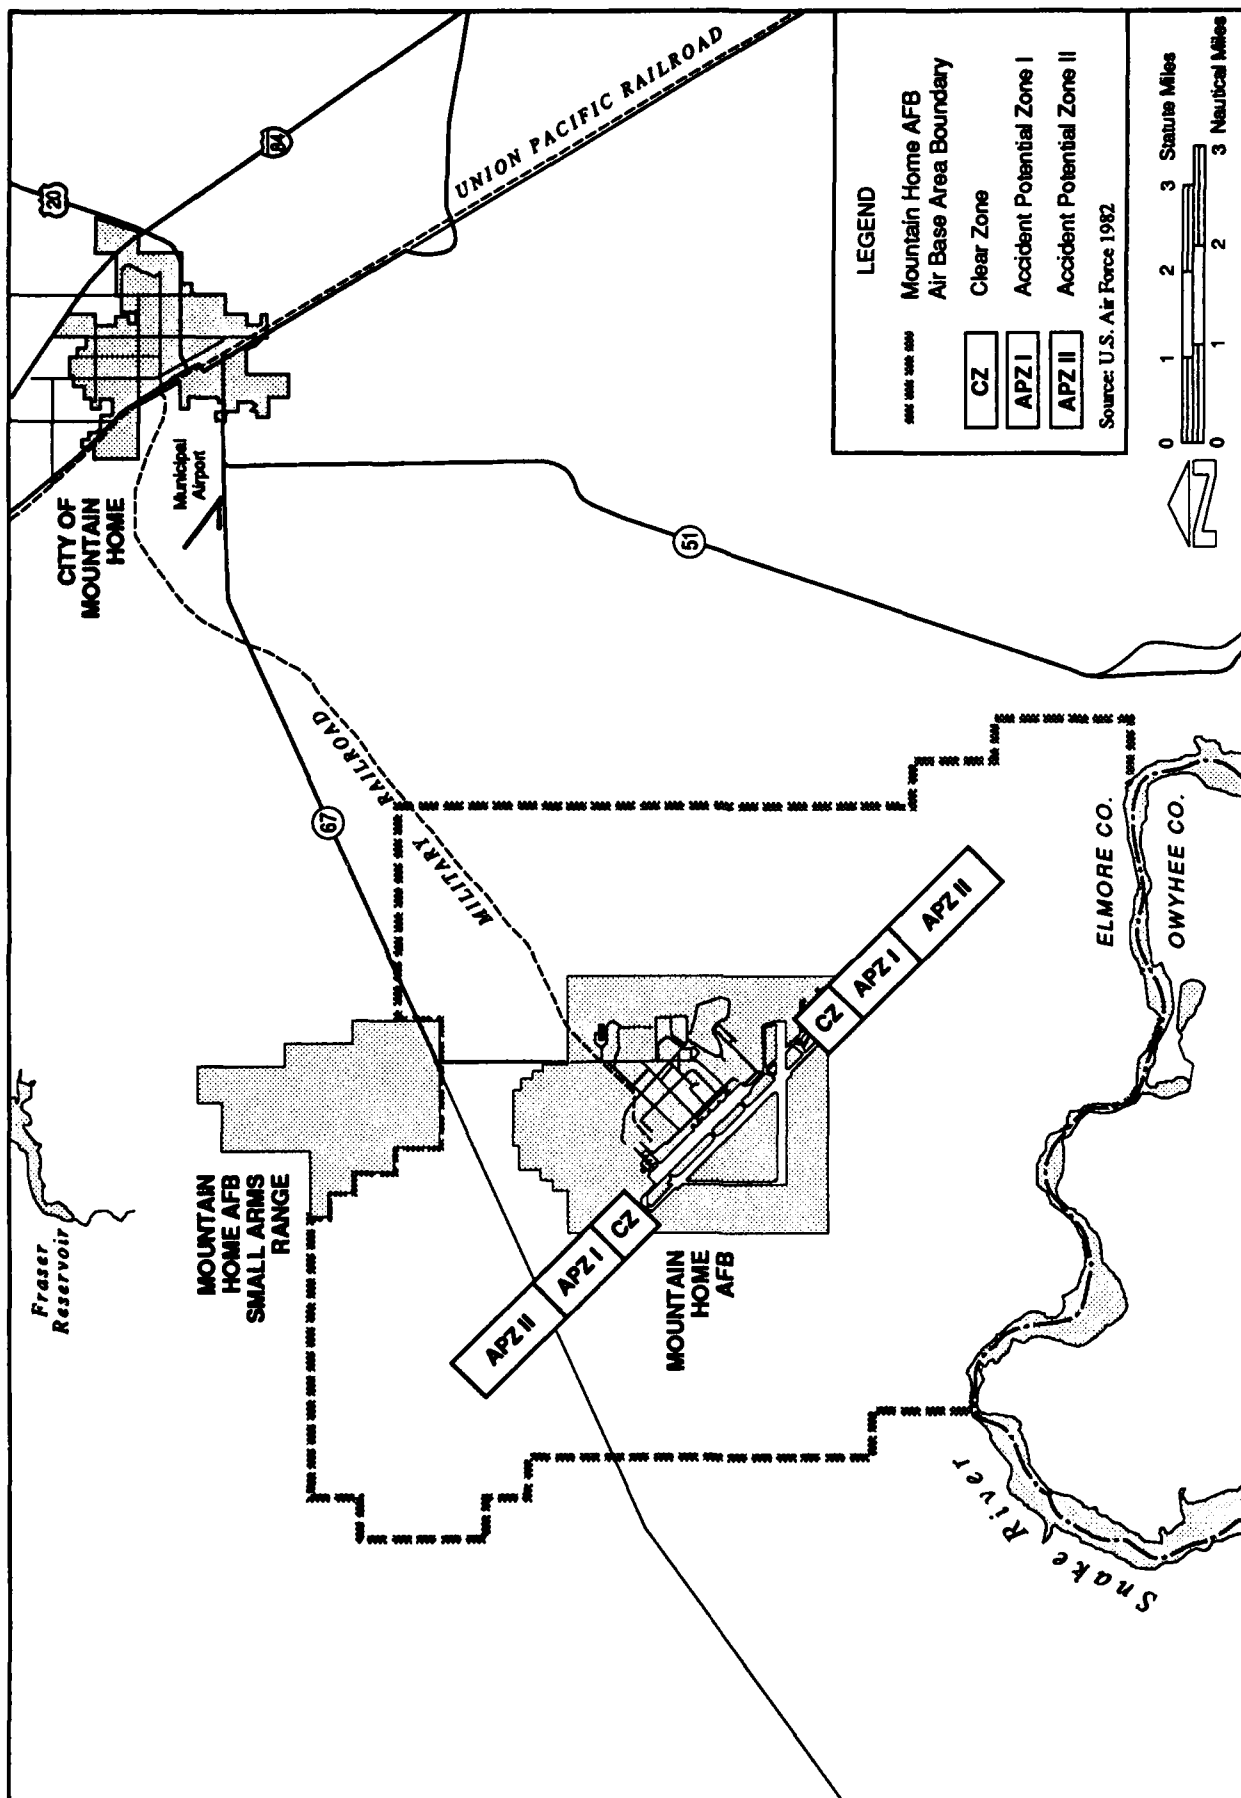 Fraser
Reservoir
MOUNTAIN
HOME AFB
SMALL ARMS
RANGE
CITY OF
MOUNTAIN
HOME
Municipal
Airport
20
84
UNION PACIFIC RAILROAD
67
MILITARY RAILROAD
51
APZ II
APZ I
CZ
MOUNTAIN
HOME
AFB
CZ
APZ I
APZ II
Snake River
ELMORE CO.
OWYHEE CO.
LEGEND
Mountain Home AFB
Air Base Area Boundary
CZ Clear Zone
APZ I Accident Potential Zone I
APZ II Accident Potential Zone II
Source: U.S. Air Force 1982
0 1 2 3 Statute Miles
0 1 2 3 Nautical Miles